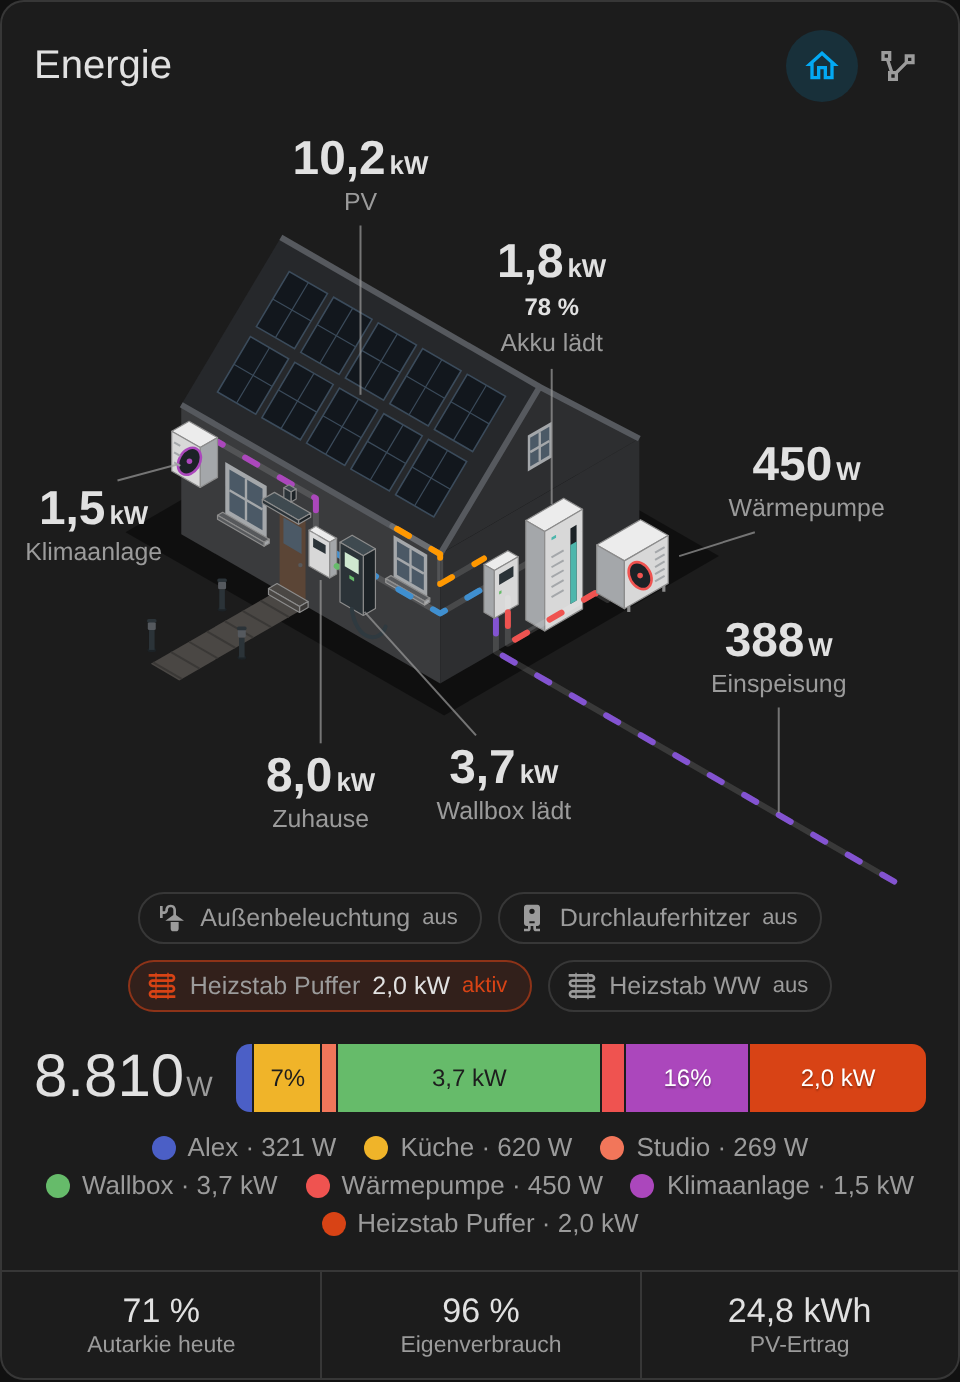 Energie
10,2 kW
PV
1,8 kW
78 %
Akku lädt
450 W
Wärmepumpe
1,5 kW
Klimaanlage
388 W
Einspeisung
8,0 kW
Zuhause
3,7 kW
Wallbox lädt
Außenbeleuchtung aus
Durchlauferhitzer aus
Heizstab Puffer 2,0 kW aktiv
Heizstab WW aus
8.810 W
7% 3,7 kW 16% 2,0 kW
Alex · 321 W Küche · 620 W Studio · 269 W
Wallbox · 3,7 kW Wärmepumpe · 450 W Klimaanlage · 1,5 kW
Heizstab Puffer · 2,0 kW
71 %
Autarkie heute
96 %
Eigenverbrauch
24,8 kWh
PV-Ertrag